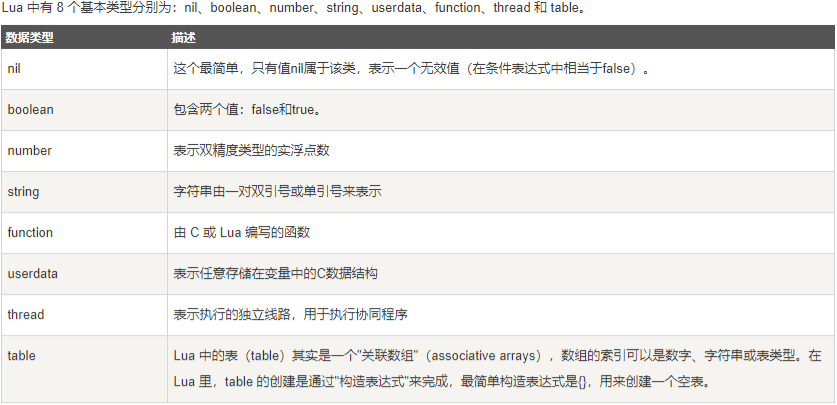 Lua 中有 8 个基本类型分别为：nil、boolean、number、string、userdata、function、thread 和 table。
数据类型 描述
nil 这个最简单，只有值nil属于该类，表示一个无效值（在条件表达式中相当于false）。
boolean 包含两个值：false和true。
number 表示双精度类型的实浮点数
string 字符串由一对双引号或单引号来表示
function 由 C 或 Lua 编写的函数
userdata 表示任意存储在变量中的C数据结构
thread 表示执行的独立线路，用于执行协同程序
table Lua 中的表（table）其实是一个"关联数组"（associative arrays），数组的索引可以是数字、字符串或表类型。在
Lua 里，table 的创建是通过"构造表达式"来完成，最简单构造表达式是{}，用来创建一个空表。